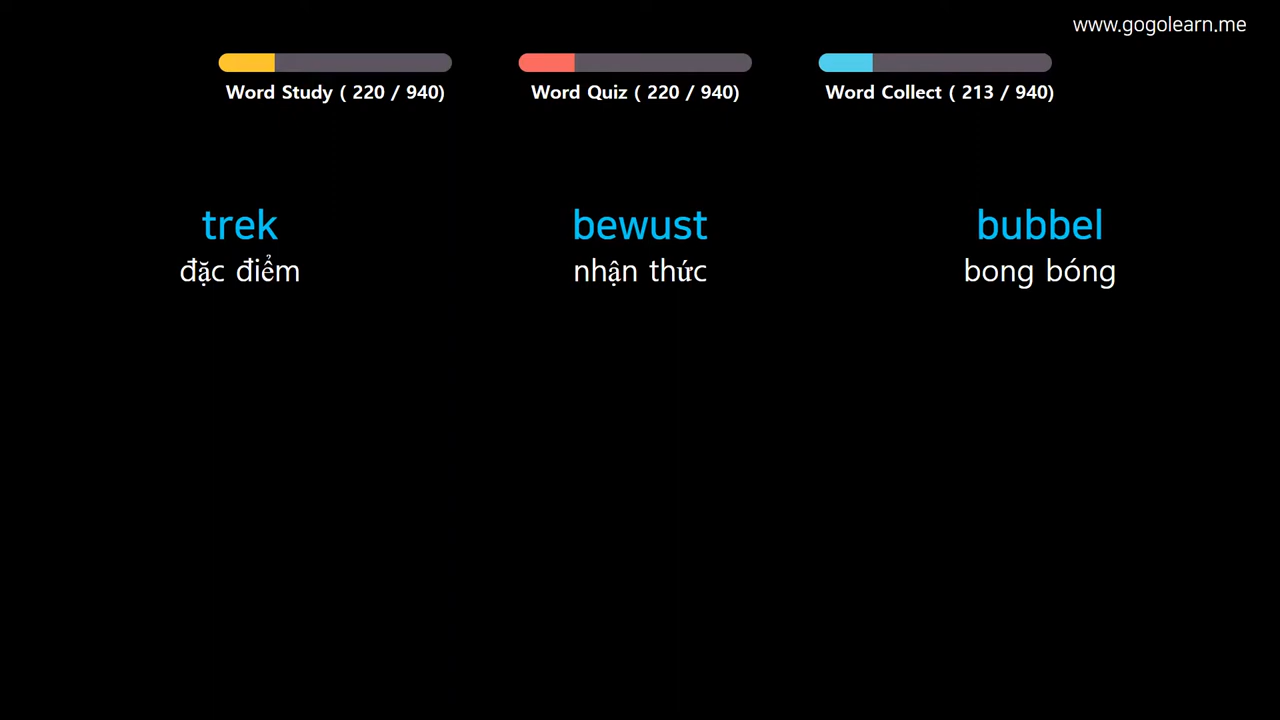 www.gogolearn.me
Word Study ( 220 / 940)
Word Quiz ( 220 / 940)
Word Collect ( 213 / 940)
trek
đặc điểm
bewust
nhận thức
bubbel
bong bóng